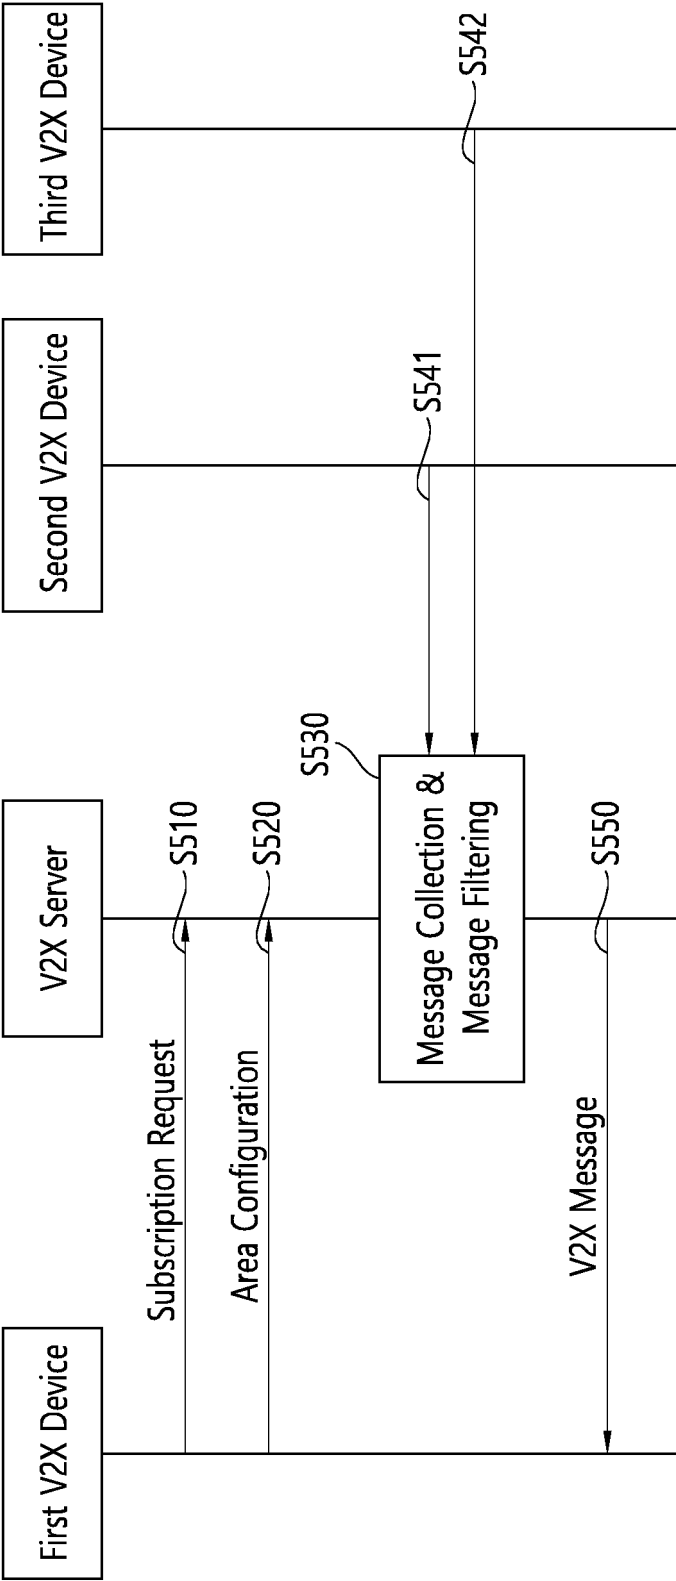 First V2X Device
V2X Server
Second V2X Device
Third V2X Device
Subscription Request
S510
Area Configuration
S520
S530
Message Collection &
Message Filtering
S541
S542
V2X Message
S550